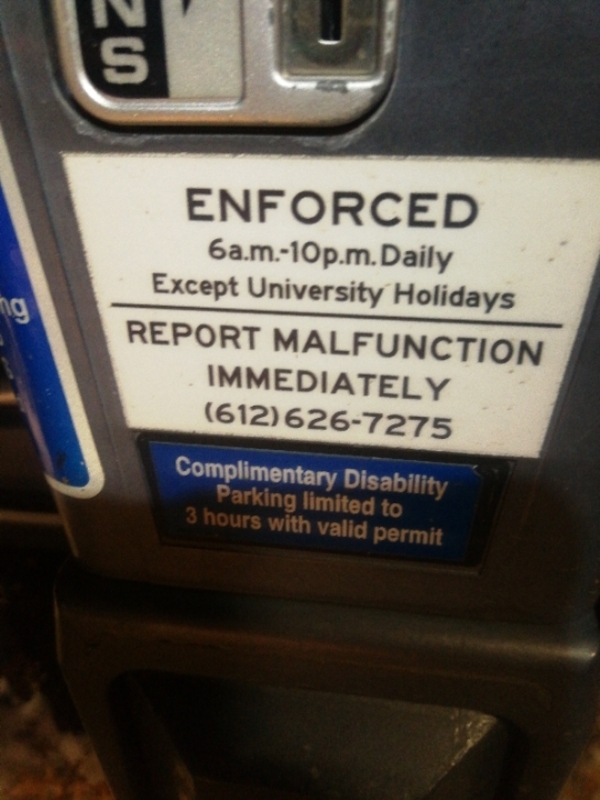 NS
ENFORCED
6a.m.-10p.m. Daily
Except University Holidays
REPORT MALFUNCTION
IMMEDIATELY
(612) 626-7275
Complimentary Disability
Parking limited to
3 hours with valid permit